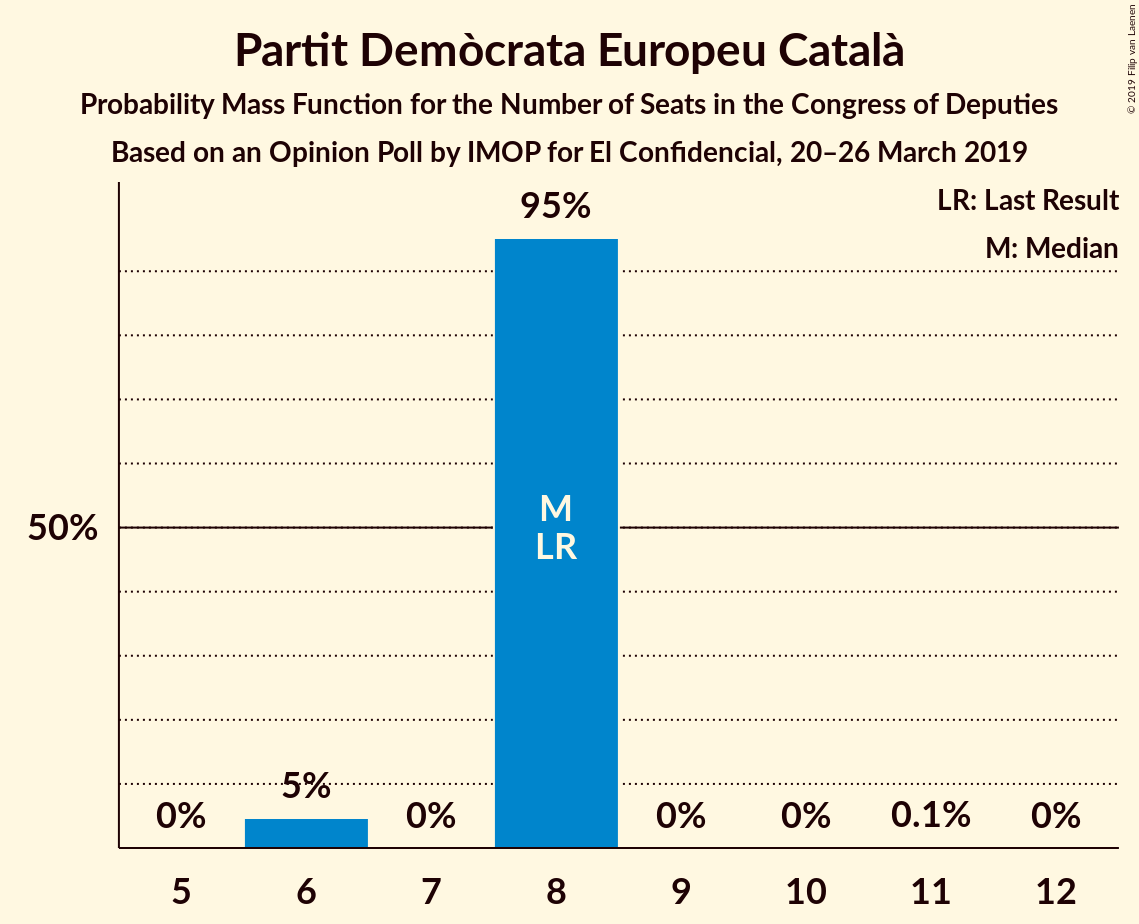 Partit Demòcrata Europeu Català
Probability Mass Function for the Number of Seats in the Congress of Deputies
Based on an Opinion Poll by IMOP for El Confidencial, 20–26 March 2019
© 2019 Filip van Laenen
LR: Last Result
M: Median
95%
M
LR
50%
5%
0%
0%
0%
0%
0.1%
0%
5
6
7
8
9
10
11
12